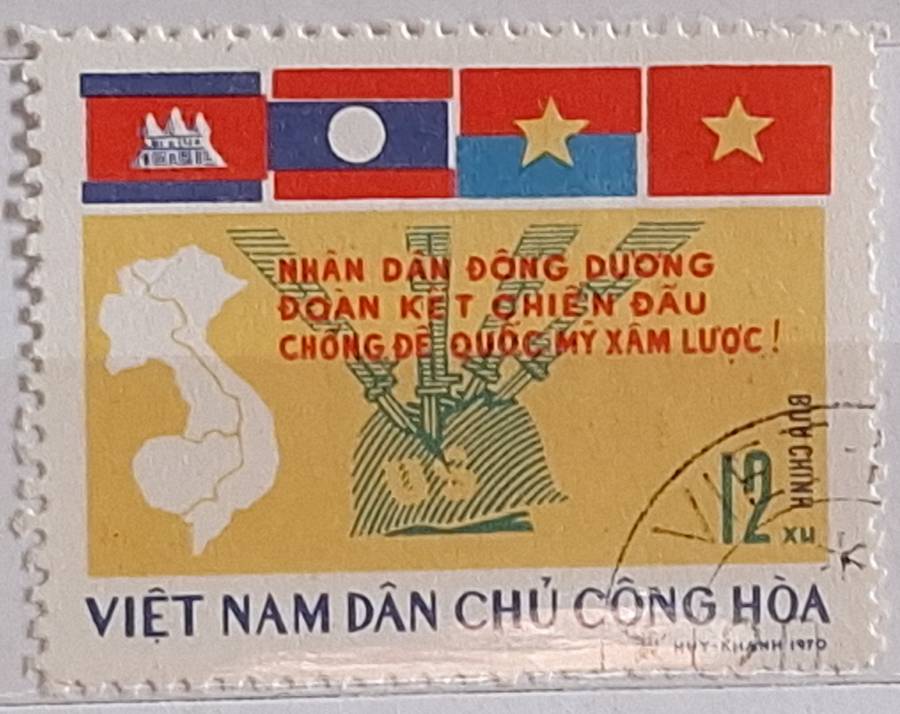 NHÂN DÂN ĐÔNG DƯƠNG
ĐOÀN KẾT CHIẾN ĐẤU
CHỐNG ĐẾ QUỐC MỸ XÂM LƯỢC!
US
BƯU CHÍNH
12 XU
VIỆT NAM DÂN CHỦ CỘNG HÒA
HUY-KHÁNH 1970